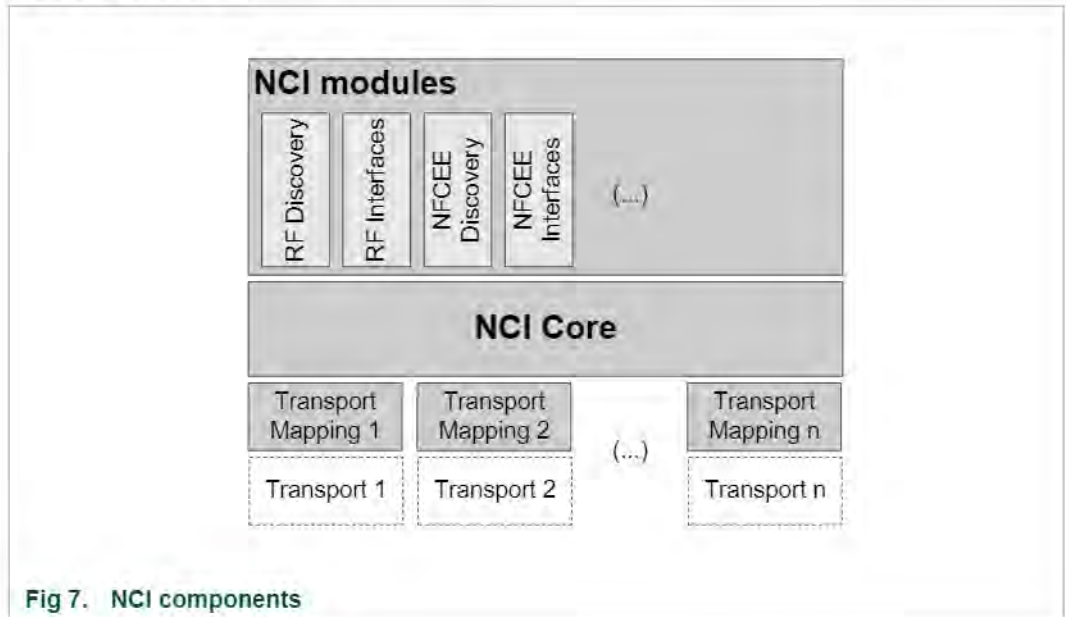 NCI modules
RF Discovery
RF Interfaces
NFCEE
Discovery
NFCEE
Interfaces
(...)
NCI Core
Transport
Mapping 1
Transport
Mapping 2
(...)
Transport
Mapping n
Transport 1
Transport 2
Transport n
Fig 7. NCI components